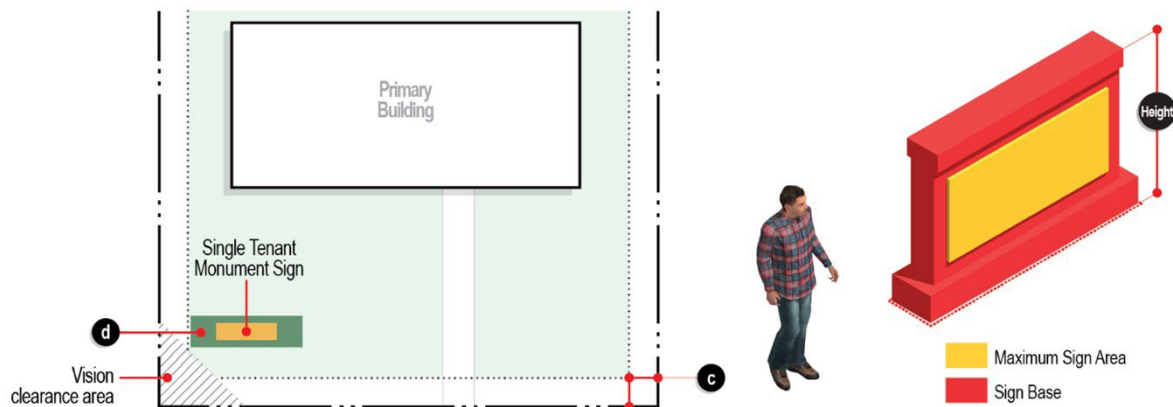 Primary
Building
Single Tenant
Monument Sign
d
Vision
clearance area
c
Height
Maximum Sign Area
Sign Base